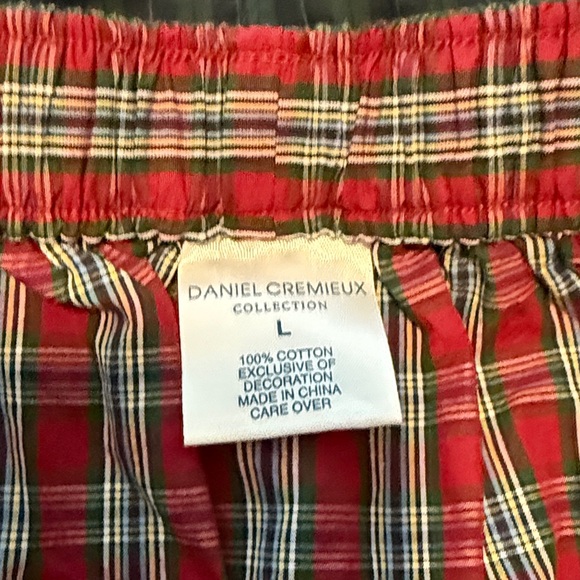 DANIEL CREMIEUX
COLLECTION
L
100% COTTON
EXCLUSIVE OF
DECORATION
MADE IN CHINA
CARE OVER